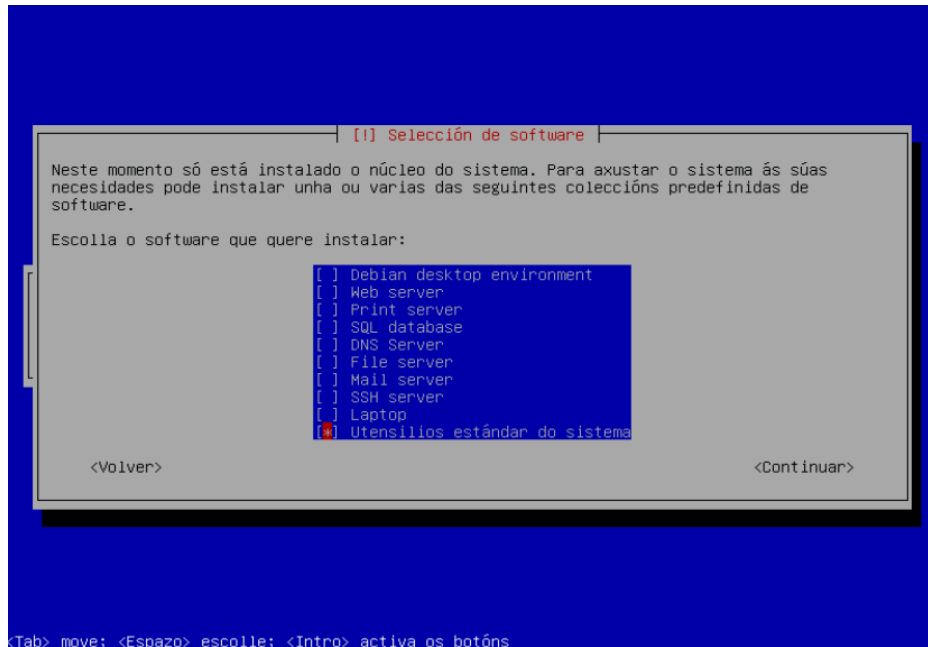 [!] Selección de software
Neste momento só está instalado o núcleo do sistema. Para axustar o sistema ás súas
necesidades pode instalar unha ou varias das seguintes coleccións predefinidas de
software.
Escolla o software que quere instalar:
[ ] Debian desktop environment
[ ] Web server
[ ] Print server
[ ] SQL database
[ ] DNS Server
[ ] File server
[ ] Mail server
[ ] SSH server
[ ] Laptop
[*] Utensilios estándar do sistema
<Volver> <Continuar>
<Tab> move; <Espazo> escolle; <Intro> activa os botóns